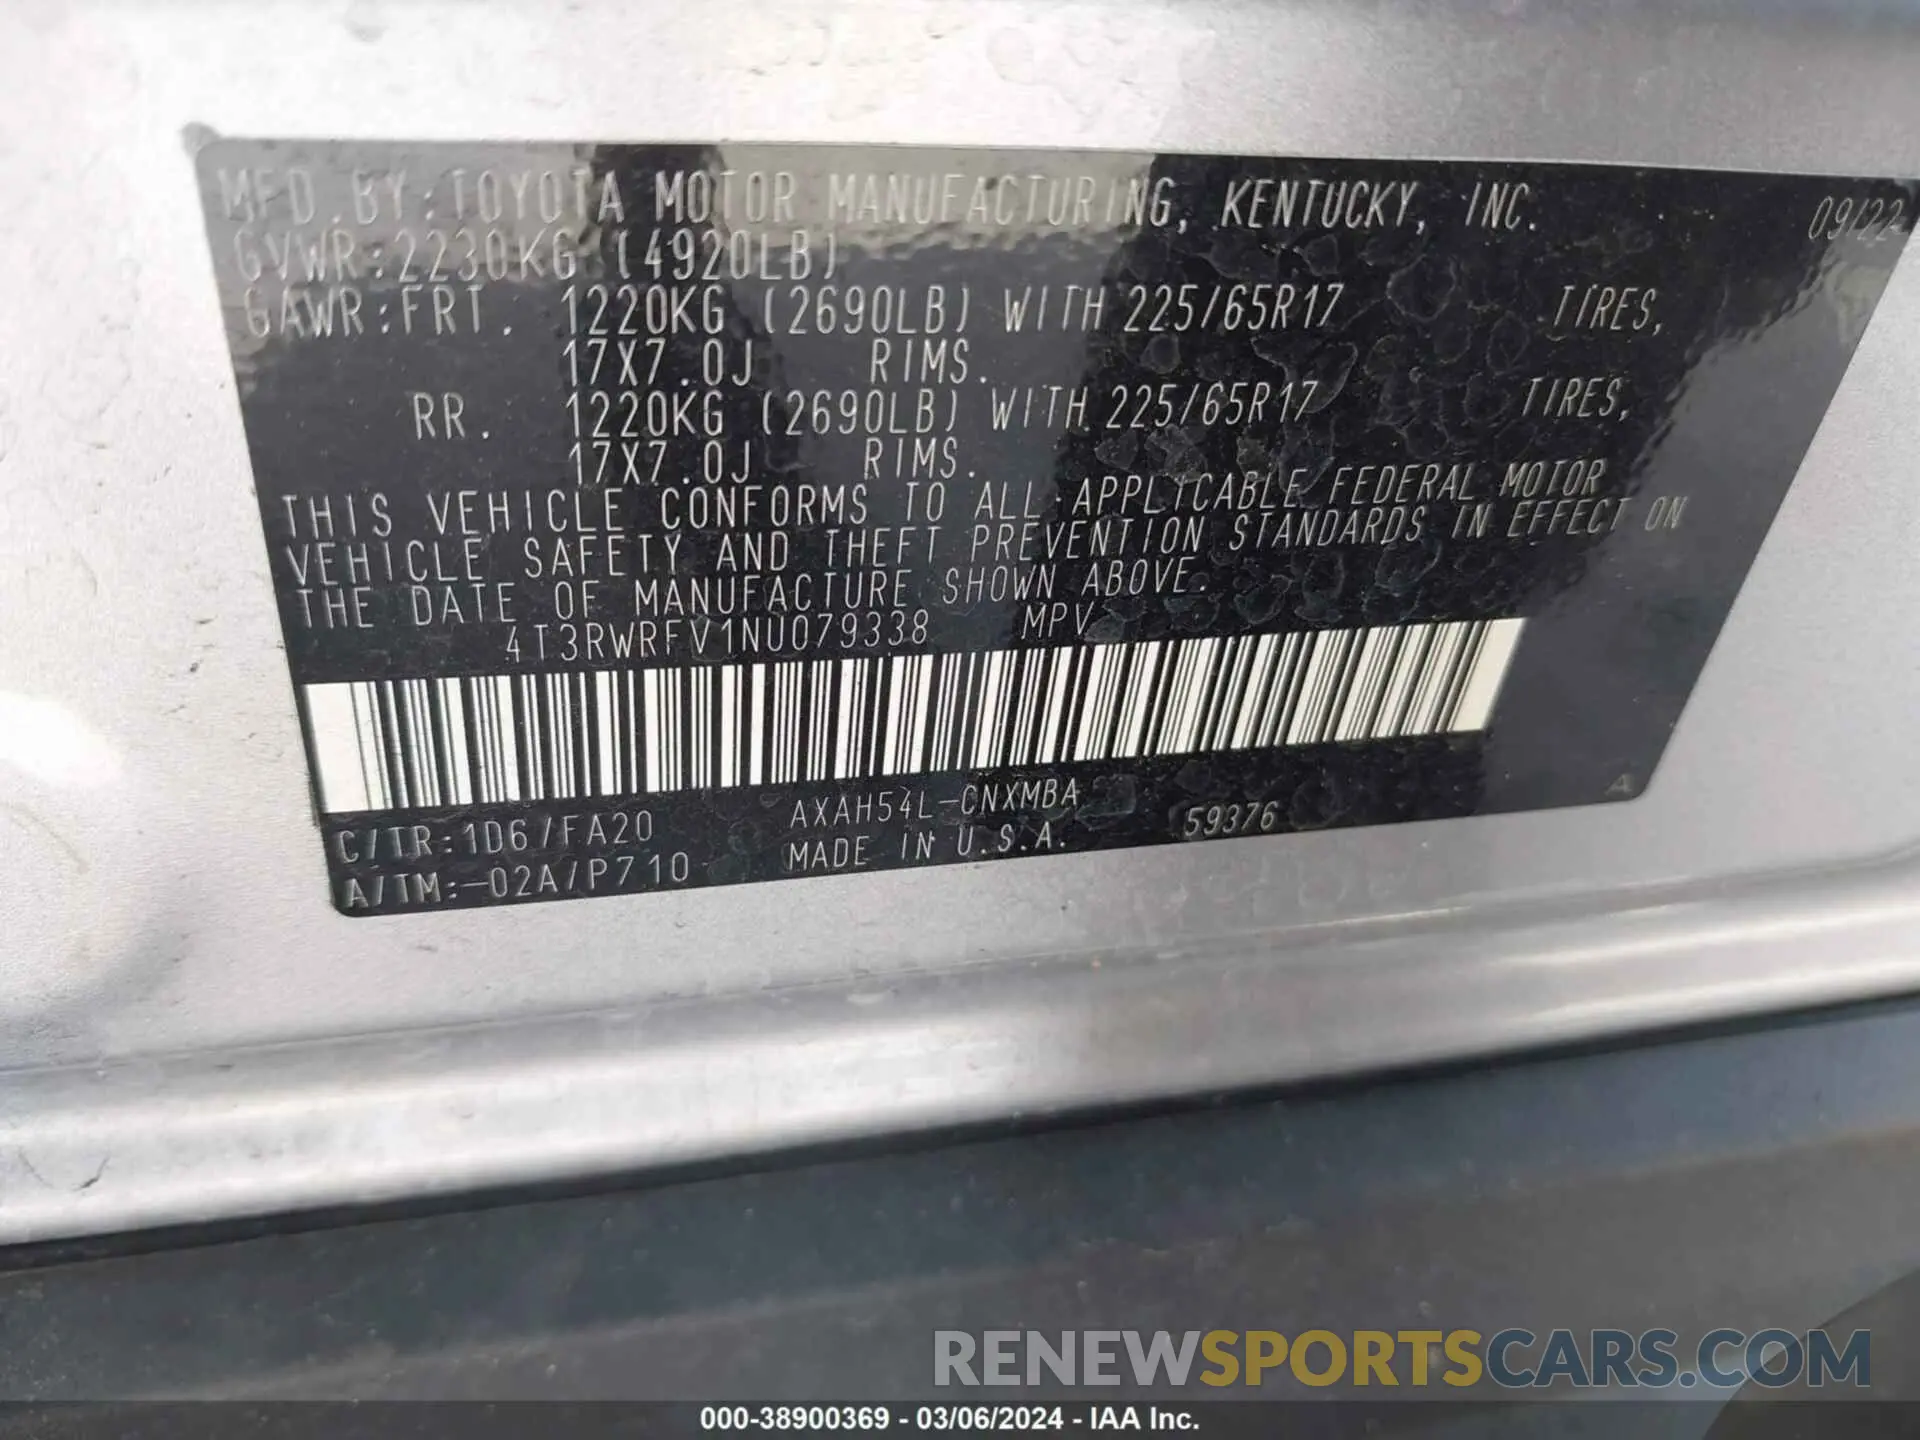 MFD.BY:TOYOTA MOTOR MANUFACTURING, KENTUCKY, INC. 09/22
GVWR:2230KG (4920LB)
GAWR:FRT. 1220KG (2690LB) WITH 225/65R17 TIRES,
17X7.0J RIMS.
RR. 1220KG (2690LB) WITH 225/65R17 TIRES,
17X7.0J RIMS.
THIS VEHICLE CONFORMS TO ALL APPLICABLE FEDERAL MOTOR
VEHICLE SAFETY AND THEFT PREVENTION STANDARDS IN EFFECT ON
THE DATE OF MANUFACTURE SHOWN ABOVE.
4T3RWRFV1NU079338 MPV
C/TR:1D6/FA20 AXAH54L-CNXMBA 59376 A
A/TM:-02A/P710 MADE IN U.S.A.
RENEWSPORTSCARS.COM
000-38900369 - 03/06/2024 - IAA Inc.